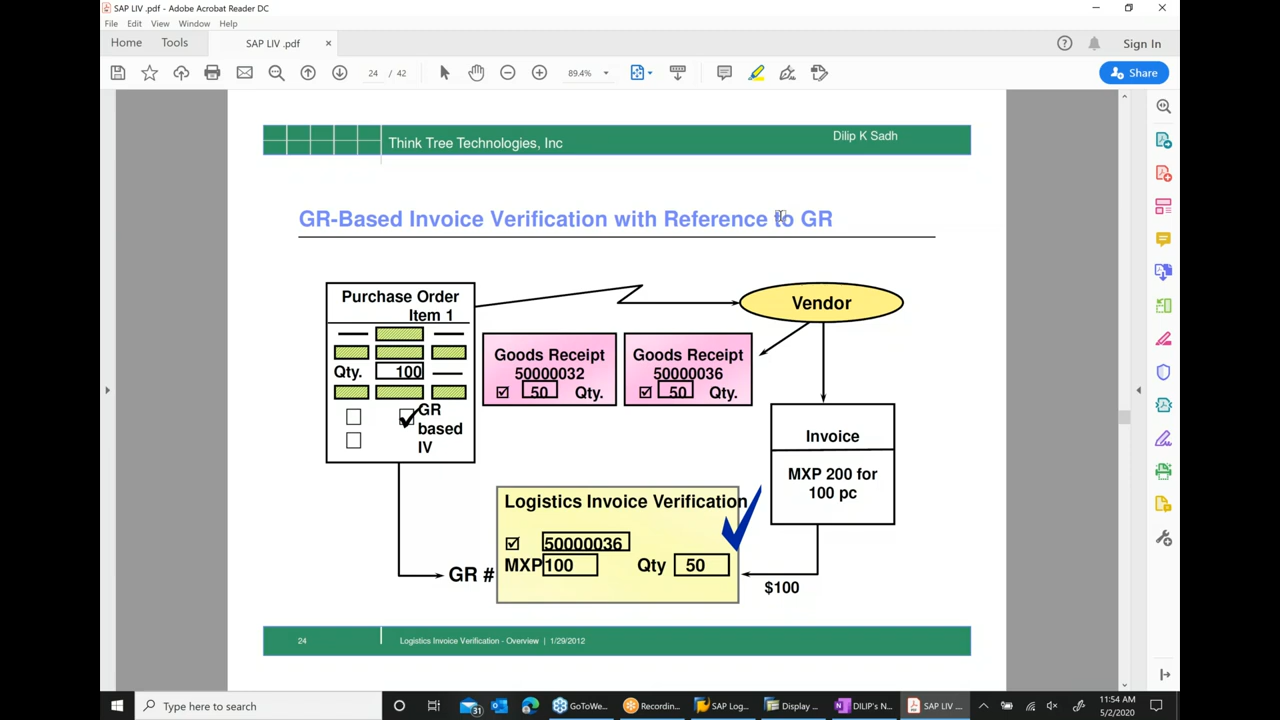 SAP LIV .pdf - Adobe Acrobat Reader DC
File Edit View Window Help
Home Tools SAP LIV .pdf × Sign In
24 / 42 89.4% Share
Think Tree Technologies, Inc Dilip K Sadh
GR-Based Invoice Verification with Reference to GR
Purchase Order
Item 1
Qty. 100
GR
based
IV
Goods Receipt
50000032
50 Qty.
Goods Receipt
50000036
50 Qty.
Vendor
Invoice
MXP 200 for
100 pc
Logistics Invoice Verification
50000036
MXP 100 Qty 50
GR #
$100
24 Logistics Invoice Verification - Overview | 1/29/2012
Type here to search
31 GoToWe... Recordin... SAP Log... Display ... DILIP's N... SAP LIV ...
11:54 AM
5/2/2020